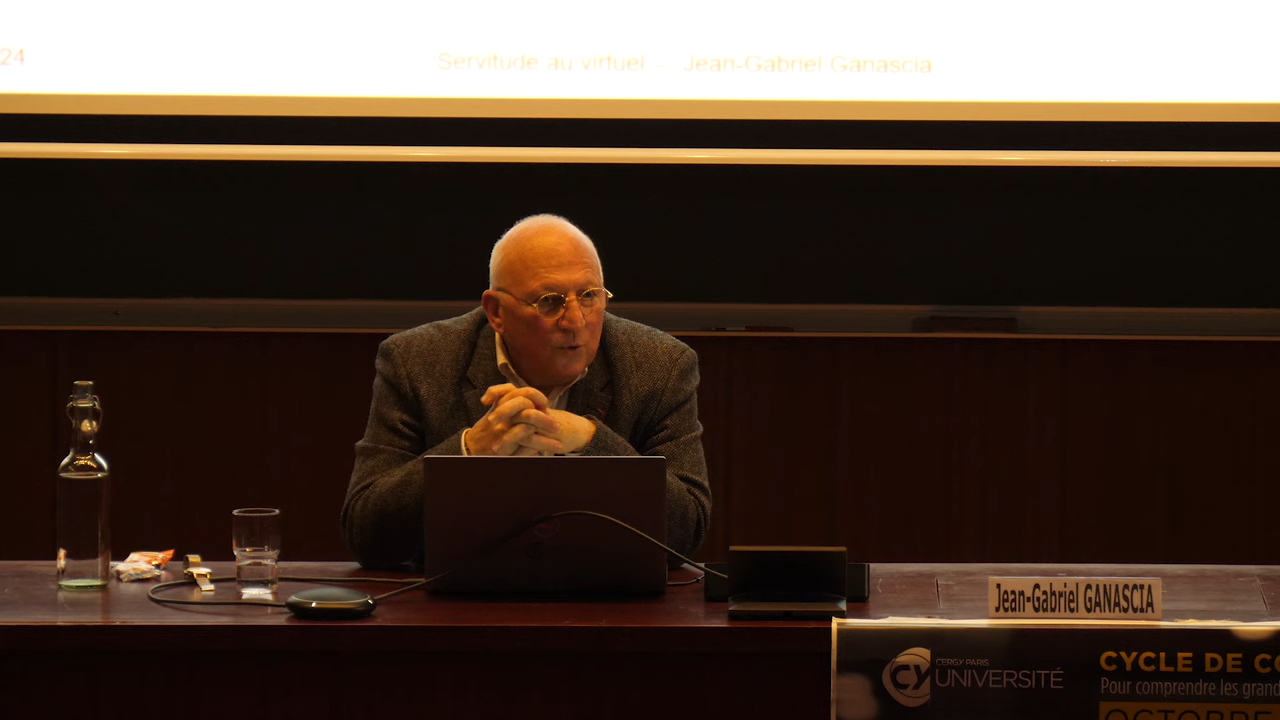 24
Servitude au virtuel - Jean-Gabriel Ganascia
Jean-Gabriel GANASCIA
CY
CERGY PARIS
UNIVERSITÉ
CYCLE DE CO
Pour comprendre les grand
OCTOBRE